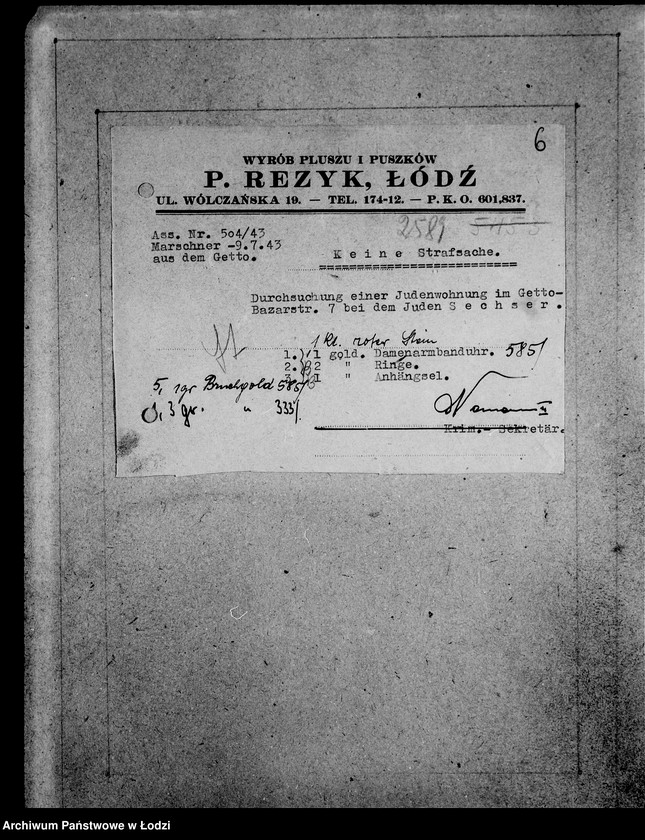 6
WYRÓB PLUSZU I PUSZKÓW
P. REZYK, ŁÓDŹ
UL. WÓLCZAŃSKA 19. — TEL. 174-12. — P. K. O. 601,837.
2589
Ass. Nr. 504/43
Marschner -9.7.43
aus dem Getto.
Keine Strafsache.
Durchsuchung einer Judenwohnung im Getto-
Bazarstr. 7 bei dem Juden Sechser.
1 kl. roter Stein
1.) 1 gold. Damenarmbanduhr. 585/
2.) 2 " Ringe.
3.) 1 " Anhängsel.
5, 1 gr Bruchgold 585/
0,3 gr. " 333/.
Krim.- Sekretär.
Archiwum Państwowe w Łodzi